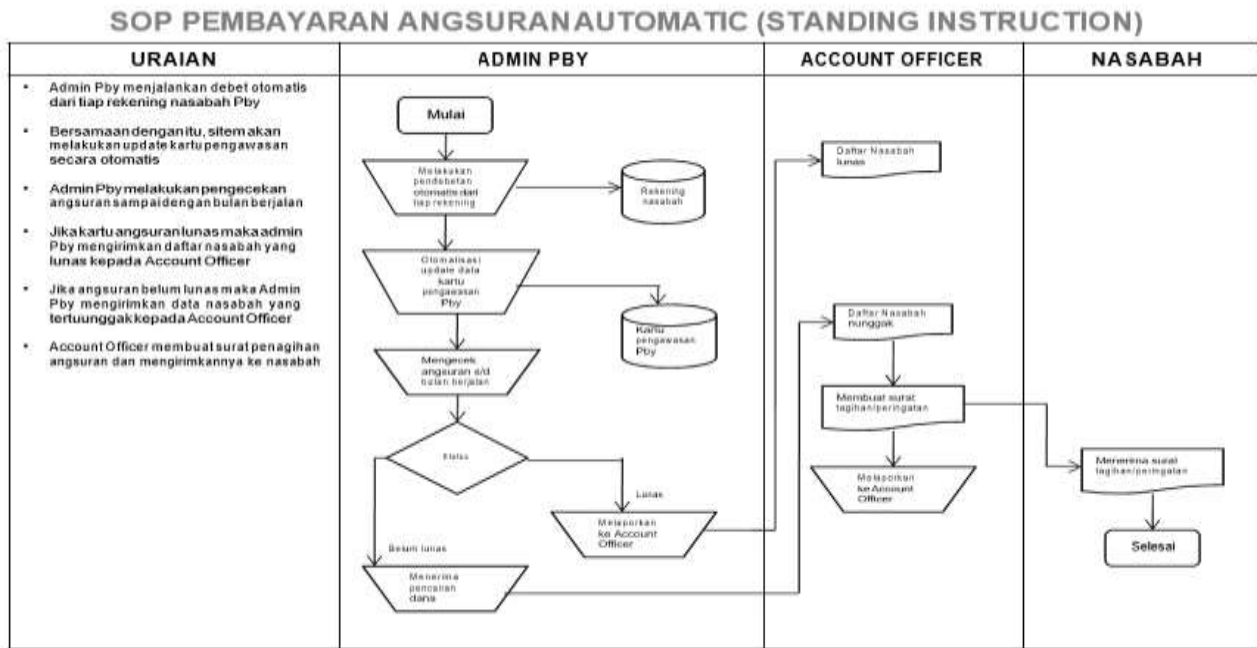 SOP PEMBAYARAN ANGSURAN AUTOMATIC (STANDING INSTRUCTION)
URAIAN
ADMIN PBY
ACCOUNT OFFICER
NASABAH
• Admin Pby menjalankan debet otomatis
dari tiap rekening nasabah Pby
• Bersamaan dengan itu, sitem akan
melakukan update kartu pengawasan
secara otomatis
• Admin Pby melakukan pengecekan
angsuran sampai dengan bulan berjalan
• Jika kartu angsuran lunas maka admin
Pby mengirimkan daftar nasabah yang
lunas kepada Account Officer
• Jika angsuran belum lunas maka Admin
Pby mengirimkan data nasabah yang
tertuunggak kepada Account Officer
• Account Officer membuat surat penagihan
angsuran dan mengirimkannya ke nasabah
Mulai
Melakukan
pendebetan
otomatis dari
tiap rekening
Rekening
nasabah
Otomatisasi
update data
kartu
pengawasan
Pby
Kartu
pengawasan
Pby
Mengecek
angsuran s/d
bulan berjalan
Status
Lunas
Melaporkan
ke Account
Officer
Belum lunas
Menerima
pencairan
dana
Daftar Nasabah
lunas
Daftar Nasabah
nunggak
Membuat surat
tagihan/peringatan
Melaporkan
ke Account
Officer
Menerima surat
tagihan/peringatan
Selesai